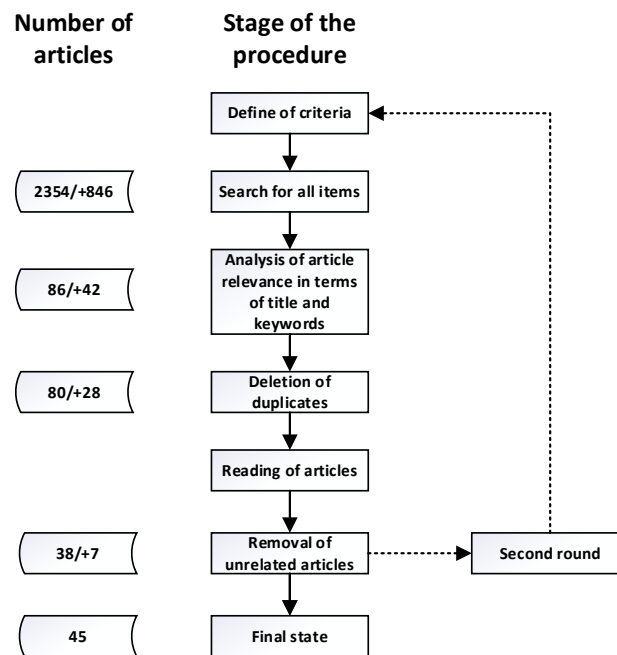 Number of
articles
Stage of the
procedure
Define of criteria
2354/+846
Search for all items
86/+42
Analysis of article
relevance in terms
of title and
keywords
80/+28
Deletion of
duplicates
Reading of articles
38/+7
Removal of
unrelated articles
Second round
45
Final state